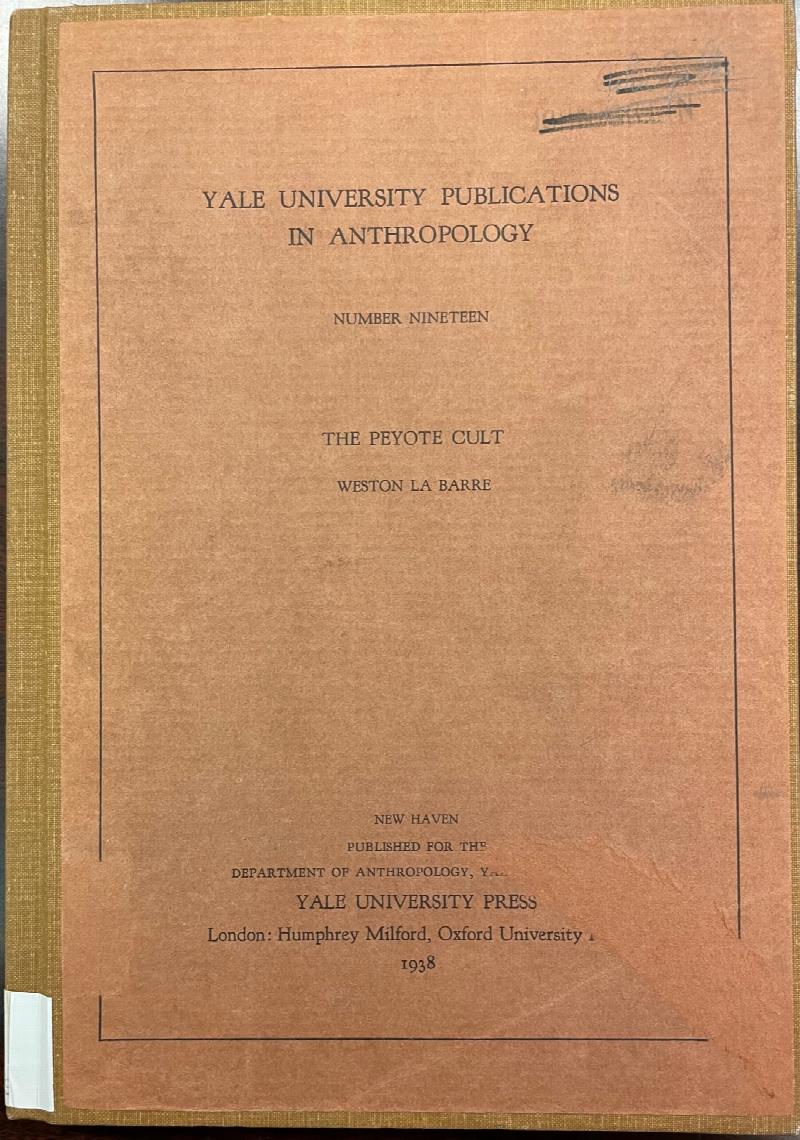 YALE UNIVERSITY PUBLICATIONS
IN ANTHROPOLOGY
NUMBER NINETEEN
THE PEYOTE CULT
WESTON LA BARRE
NEW HAVEN
PUBLISHED FOR THE
DEPARTMENT OF ANTHROPOLOGY,
YALE UNIVERSITY PRESS
London: Humphrey Milford, Oxford University
1938